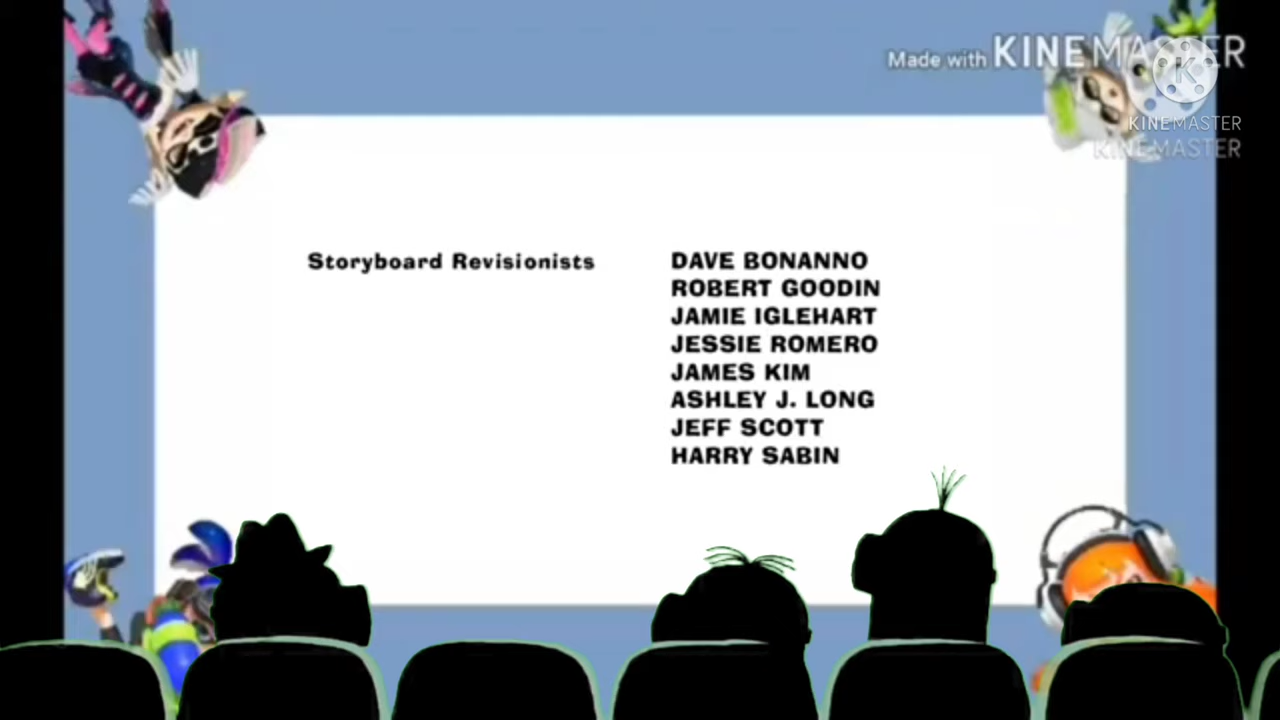 Made with KINEMASTER
KINEMASTER
KINEMASTER
Storyboard Revisionists DAVE BONANNO
ROBERT GOODIN
JAMIE IGLEHART
JESSIE ROMERO
JAMES KIM
ASHLEY J. LONG
JEFF SCOTT
HARRY SABIN